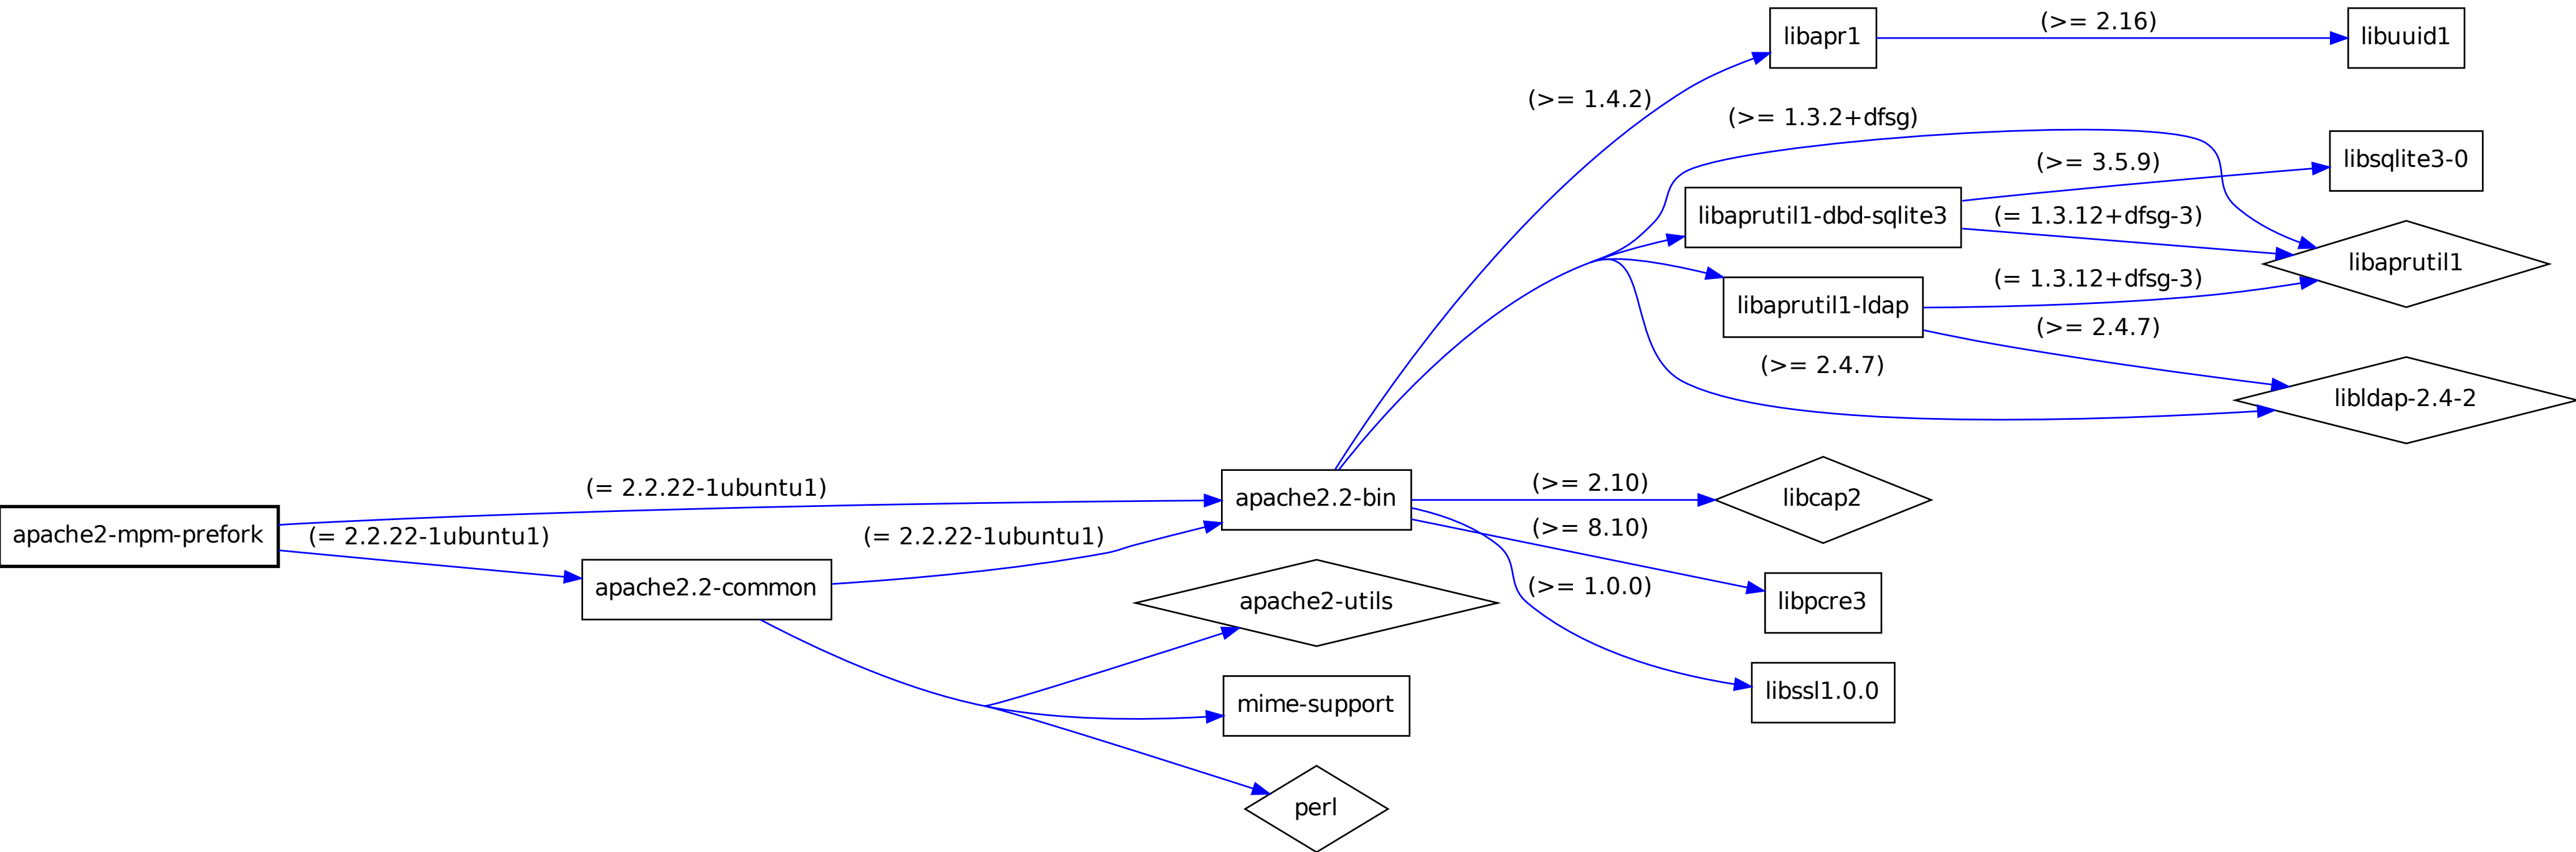 libapr1
(>= 2.16)
libuuid1
(>= 1.4.2)
(>= 1.3.2+dfsg)
(>= 3.5.9)
libsqlite3-0
libaprutil1-dbd-sqlite3
(= 1.3.12+dfsg-3)
libaprutil1
(= 1.3.12+dfsg-3)
libaprutil1-ldap
(>= 2.4.7)
(>= 2.4.7)
libldap-2.4-2
(= 2.2.22-1ubuntu1)
apache2.2-bin
(>= 2.10)
libcap2
apache2-mpm-prefork
(= 2.2.22-1ubuntu1)
(= 2.2.22-1ubuntu1)
(>= 8.10)
apache2.2-common
(>= 1.0.0)
apache2-utils
libpcre3
mime-support
libssl1.0.0
perl